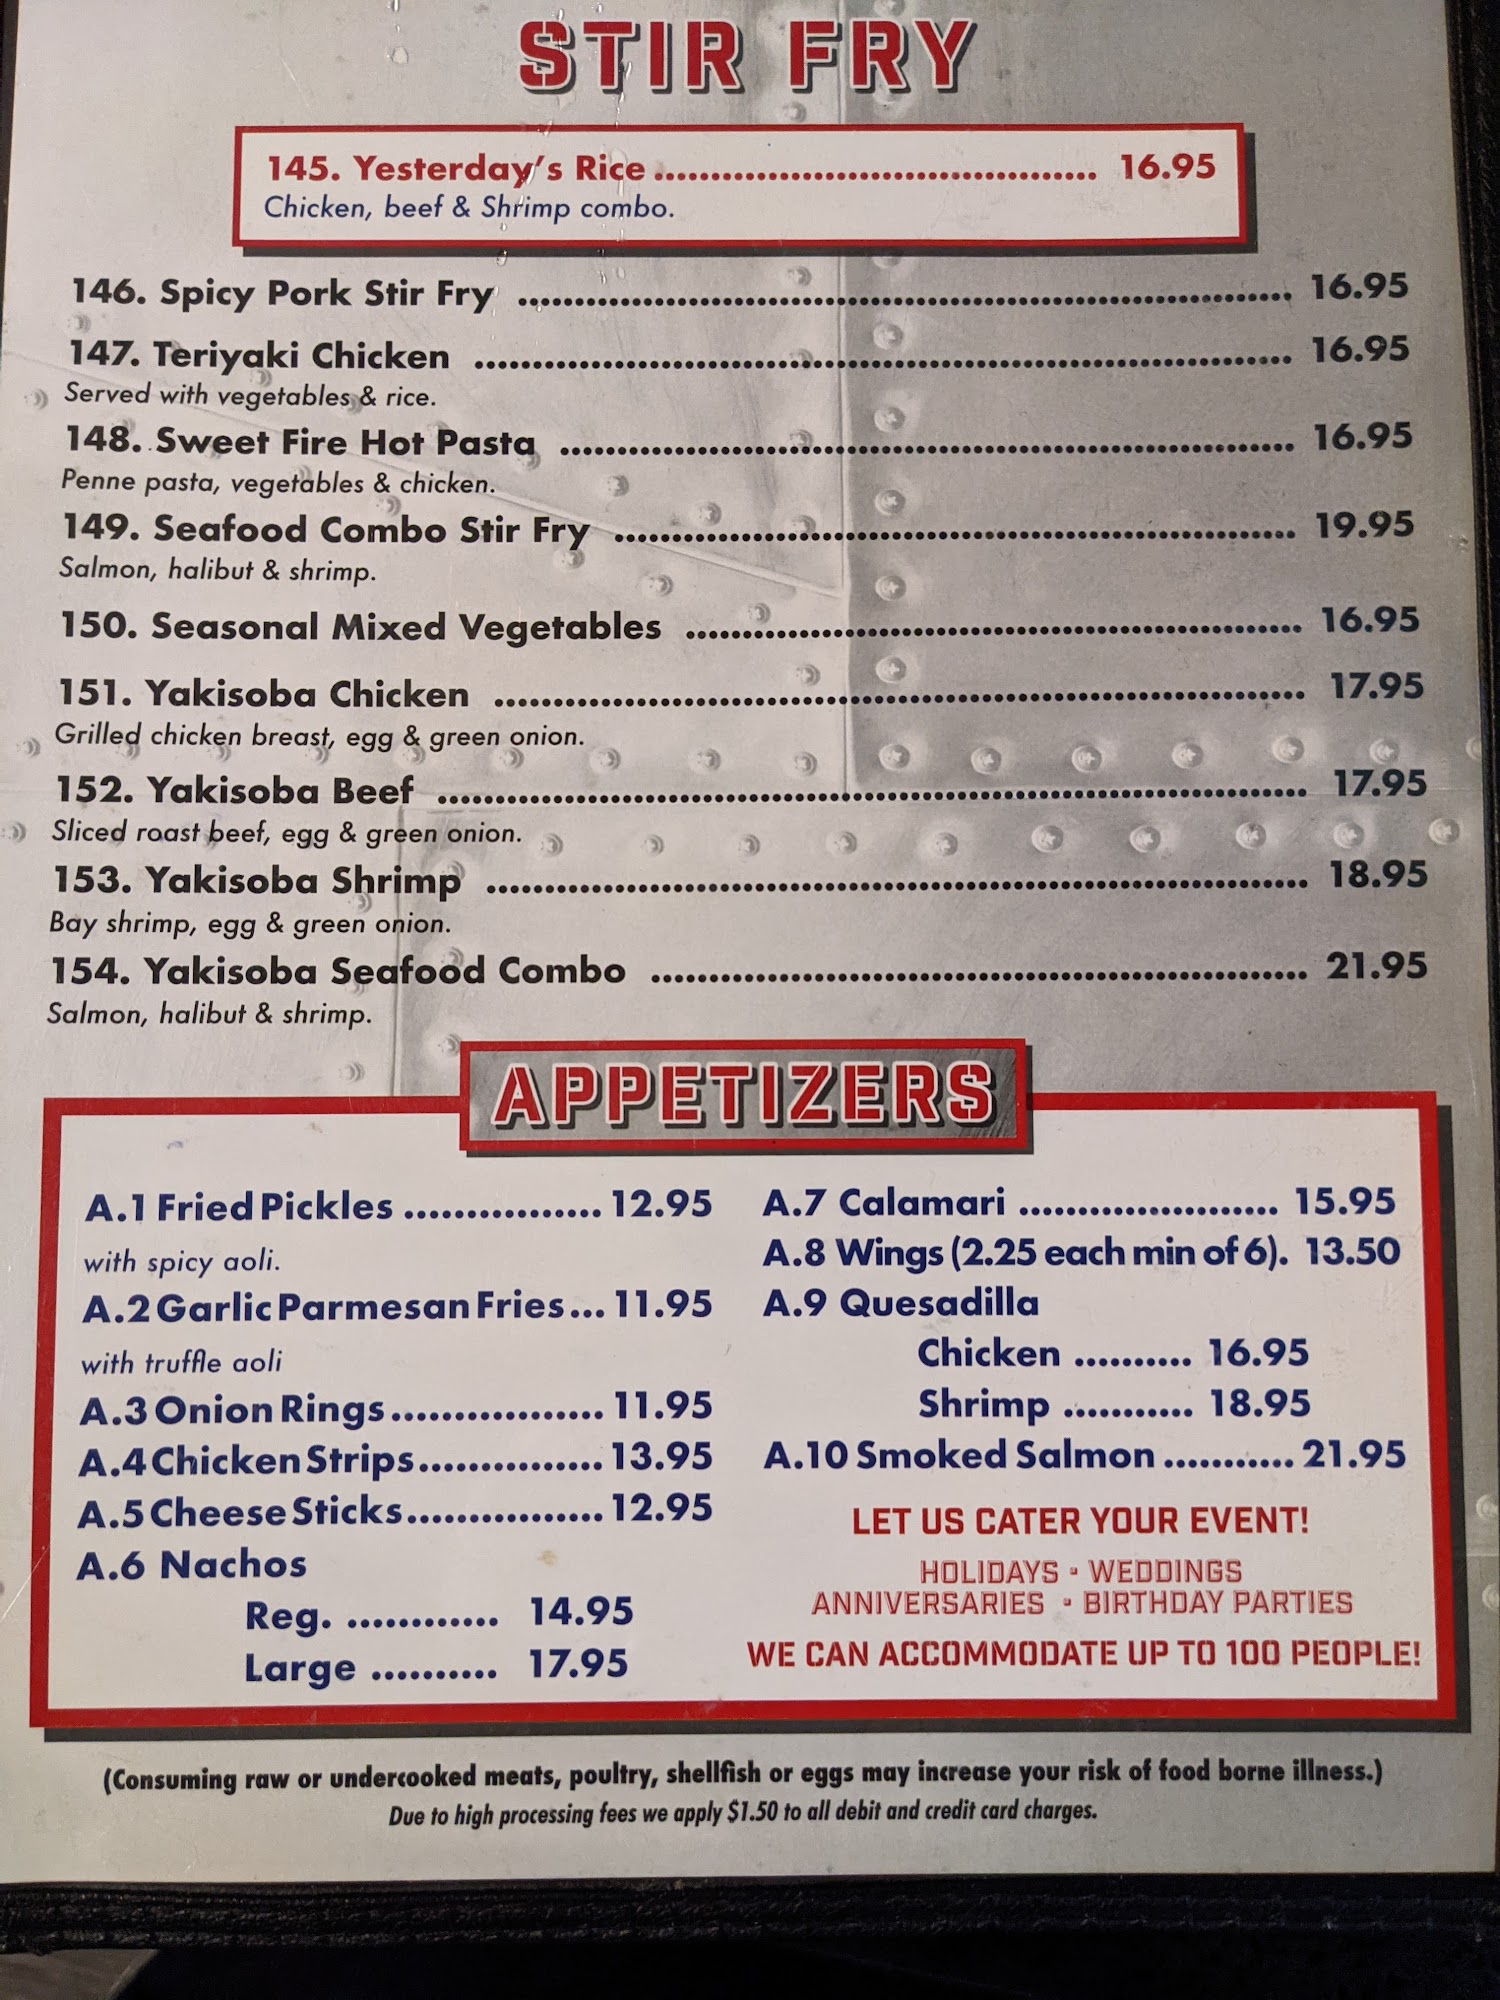 STIR FRY
145. Yesterday's Rice ....................................... 16.95
Chicken, beef & Shrimp combo.
146. Spicy Pork Stir Fry .................................................................... 16.95
147. Teriyaki Chicken ........................................................................ 16.95
Served with vegetables & rice.
148. Sweet Fire Hot Pasta ................................................................ 16.95
Penne pasta, vegetables & chicken.
149. Seafood Combo Stir Fry ............................................................ 19.95
Salmon, halibut & shrimp.
150. Seasonal Mixed Vegetables ...................................................... 16.95
151. Yakisoba Chicken ....................................................................... 17.95
Grilled chicken breast, egg & green onion.
152. Yakisoba Beef ............................................................................ 17.95
Sliced roast beef, egg & green onion.
153. Yakisoba Shrimp ........................................................................ 18.95
Bay shrimp, egg & green onion.
154. Yakisoba Seafood Combo ......................................................... 21.95
Salmon, halibut & shrimp.
APPETIZERS
A.1 Fried Pickles ................ 12.95
with spicy aoli.
A.2 Garlic Parmesan Fries... 11.95
with truffle aoli
A.3 Onion Rings................. 11.95
A.4 Chicken Strips............... 13.95
A.5 Cheese Sticks................ 12.95
A.6 Nachos
Reg. ............ 14.95
Large .......... 17.95
A.7 Calamari ...................... 15.95
A.8 Wings (2.25 each min of 6). 13.50
A.9 Quesadilla
Chicken .......... 16.95
Shrimp ........... 18.95
A.10 Smoked Salmon ........... 21.95
LET US CATER YOUR EVENT!
HOLIDAYS • WEDDINGS
ANNIVERSARIES • BIRTHDAY PARTIES
WE CAN ACCOMMODATE UP TO 100 PEOPLE!
(Consuming raw or undercooked meats, poultry, shellfish or eggs may increase your risk of food borne illness.)
Due to high processing fees we apply $1.50 to all debit and credit card charges.